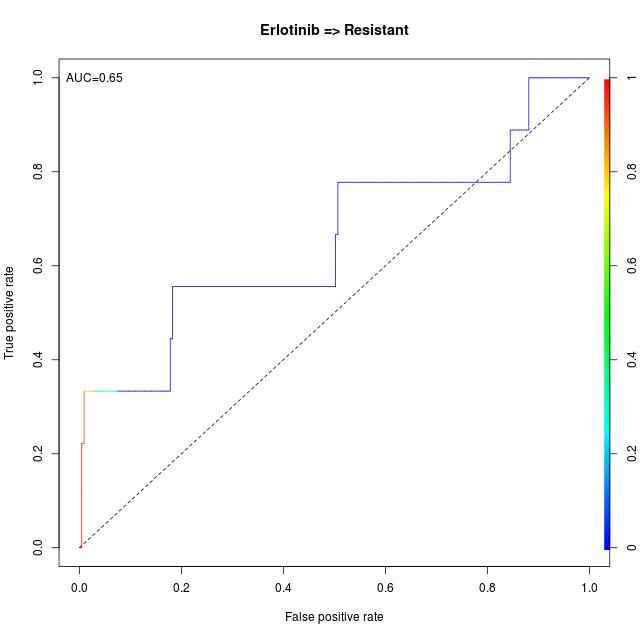 Erlotinib => Resistant
AUC=0.65
True positive rate
1.0
0.8
0.6
0.4
0.2
0.0
1
0.8
0.6
0.4
0.2
0
0.0 0.2 0.4 0.6 0.8 1.0
False positive rate